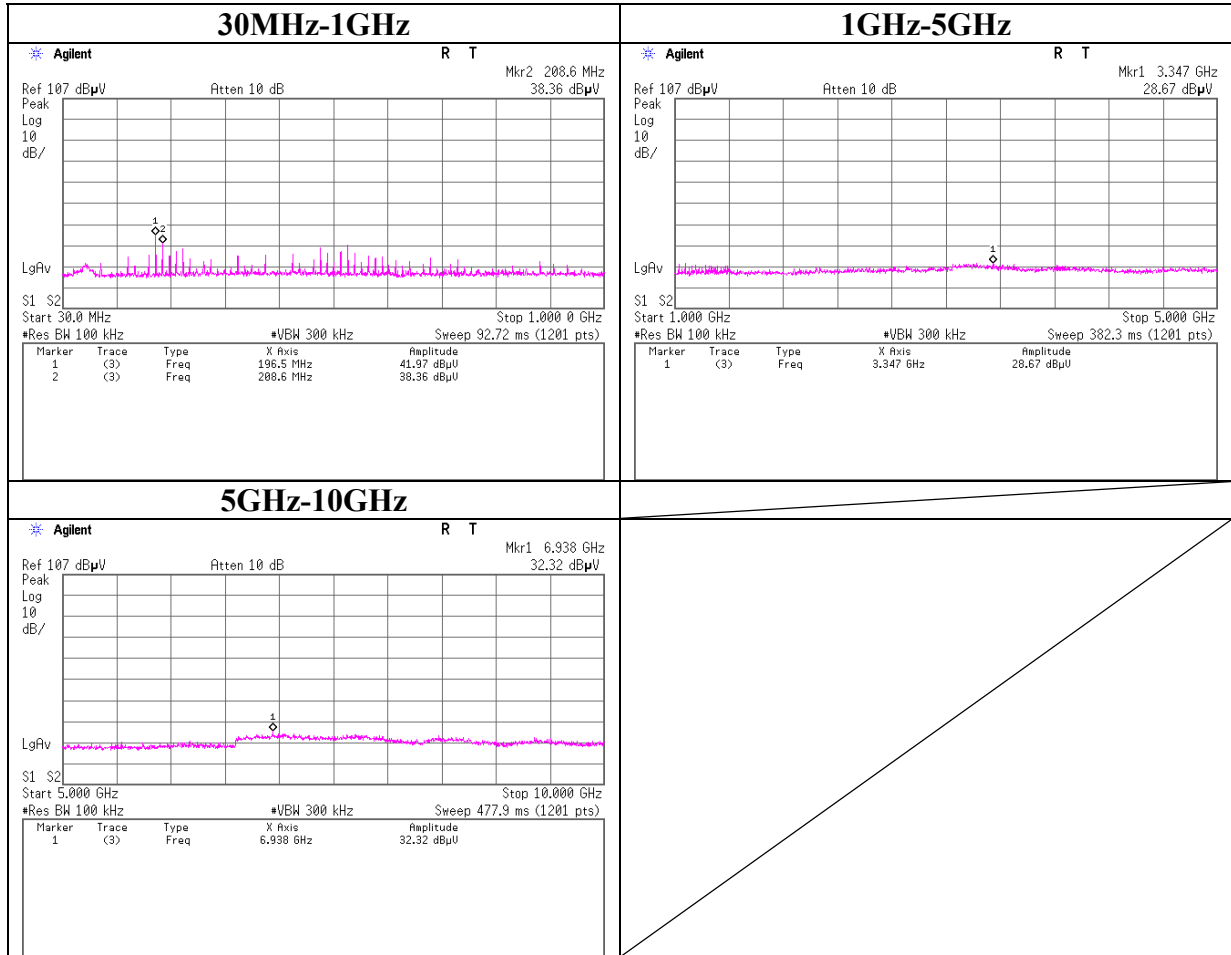 30MHz-1GHz
Agilent R T
Mkr2 208.6 MHz
Ref 107 dBµV Atten 10 dB 38.36 dBµV
Peak
Log
10
dB/
1
2
LgAv
S1 S2
Start 30.0 MHz Stop 1.000 0 GHz
#Res BW 100 kHz #VBW 300 kHz Sweep 92.72 ms (1201 pts)
Marker Trace Type X Axis Amplitude
1 (3) Freq 196.5 MHz 41.97 dBµV
2 (3) Freq 208.6 MHz 38.36 dBµV
1GHz-5GHz
Agilent R T
Mkr1 3.347 GHz
Ref 107 dBµV Atten 10 dB 28.67 dBµV
Peak
Log
10
dB/
1
LgAv
S1 S2
Start 1.000 GHz Stop 5.000 GHz
#Res BW 100 kHz #VBW 300 kHz Sweep 382.3 ms (1201 pts)
Marker Trace Type X Axis Amplitude
1 (3) Freq 3.347 GHz 28.67 dBµV
5GHz-10GHz
Agilent R T
Mkr1 6.938 GHz
Ref 107 dBµV Atten 10 dB 32.32 dBµV
Peak
Log
10
dB/
1
LgAv
S1 S2
Start 5.000 GHz Stop 10.000 GHz
#Res BW 100 kHz #VBW 300 kHz Sweep 477.9 ms (1201 pts)
Marker Trace Type X Axis Amplitude
1 (3) Freq 6.938 GHz 32.32 dBµV